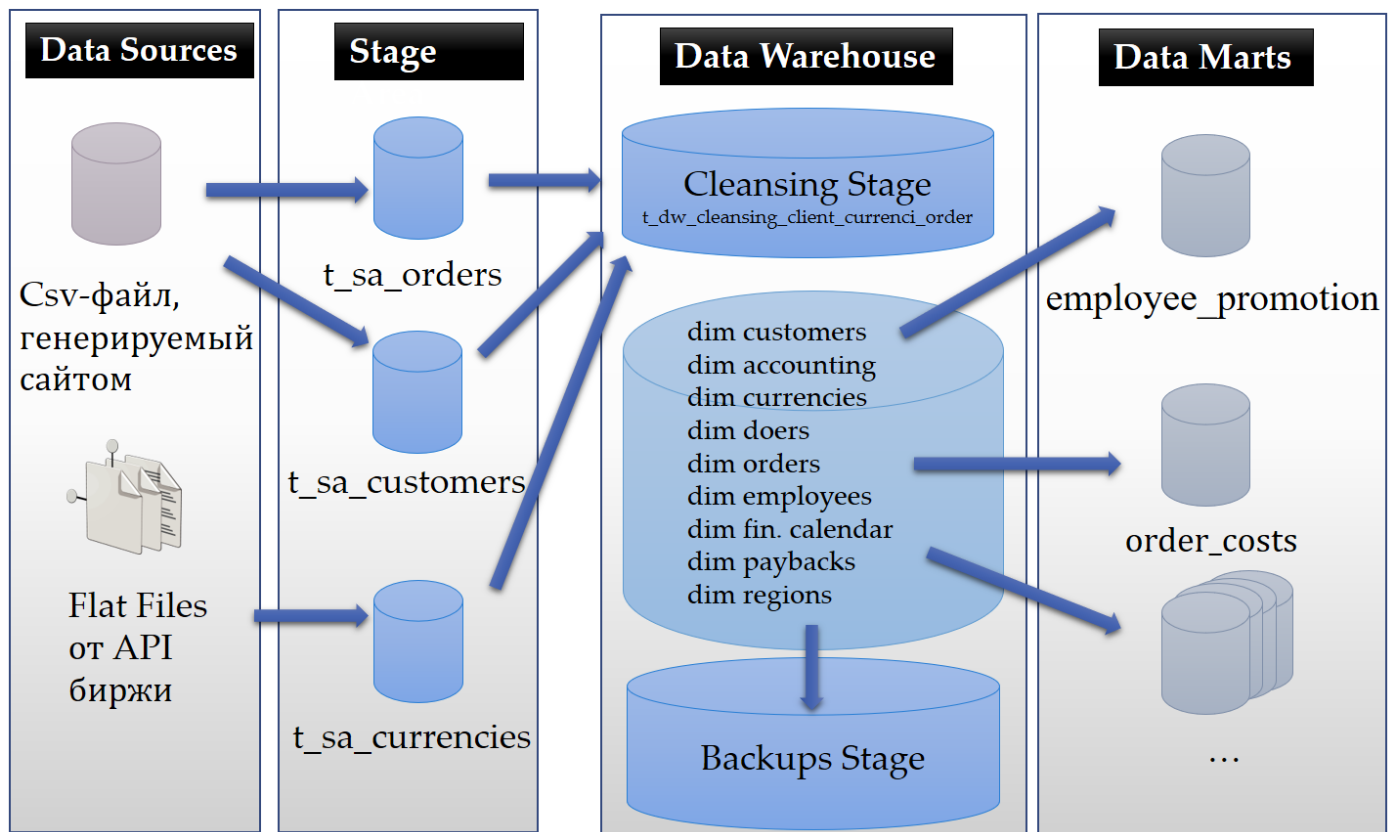 Data Sources
Csv-файл,
генерируемый
сайтом
Flat Files
от API
биржи
Stage
t_sa_orders
t_sa_customers
t_sa_currencies
Data Warehouse
Cleansing Stage
t_dw_cleansing_client_currenci_order
dim customers
dim accounting
dim currencies
dim doers
dim orders
dim employees
dim fin. calendar
dim paybacks
dim regions
Backups Stage
Data Marts
employee_promotion
order_costs
…